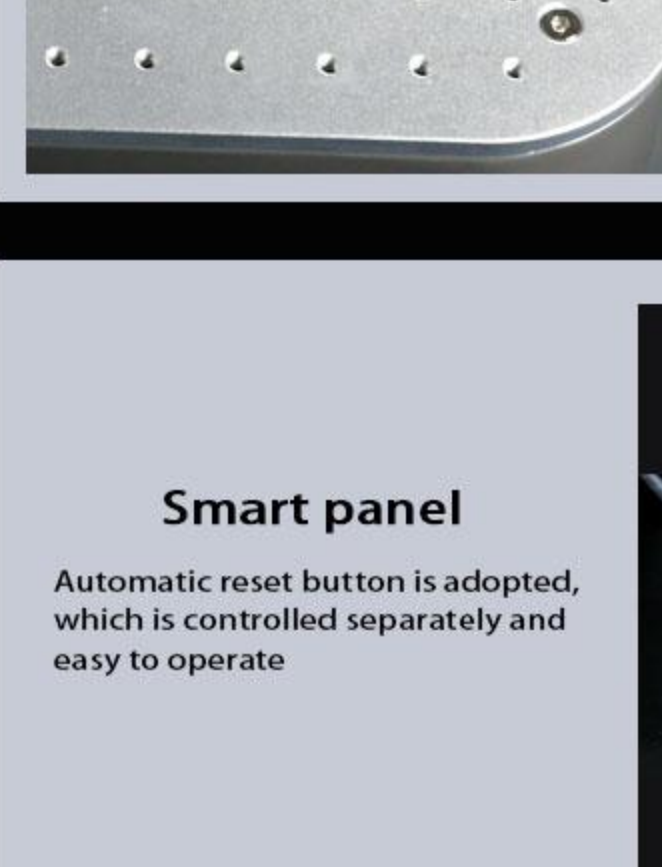 Smart panel
Automatic reset button is adopted,
which is controlled separately and
easy to operate